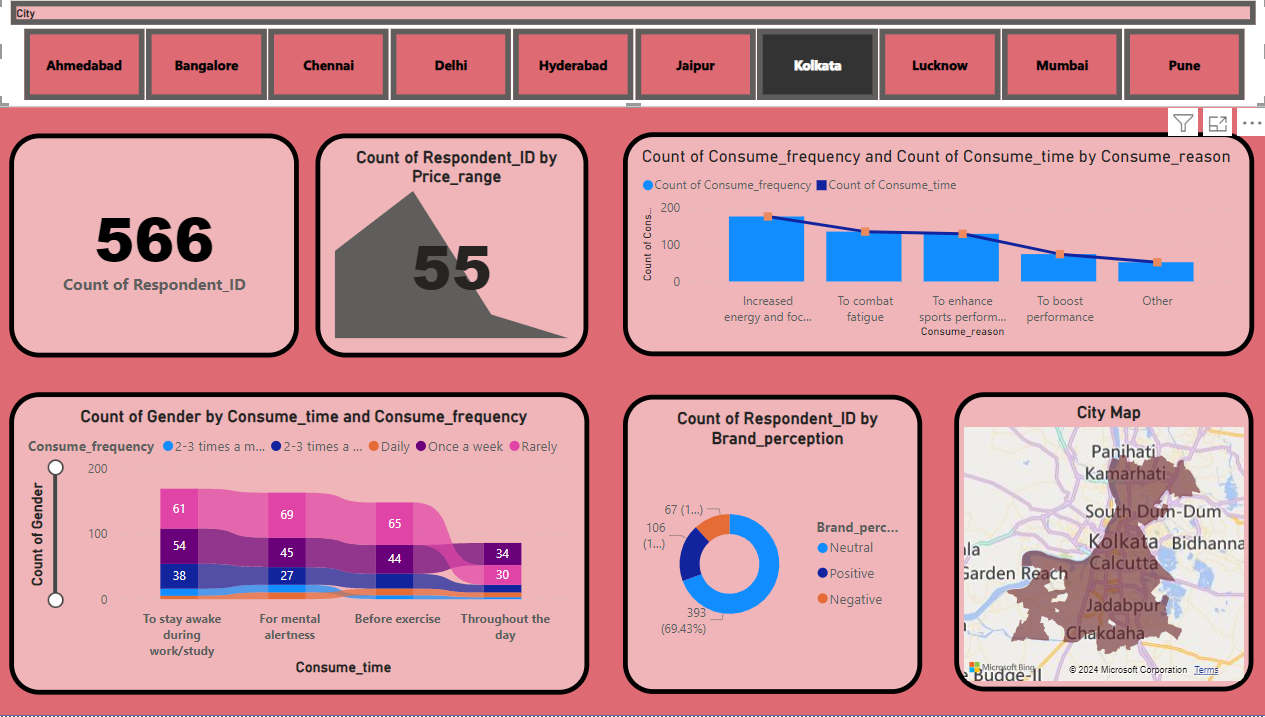 City
Ahmedabad
Bangalore
Chennai
Delhi
Hyderabad
Jaipur
Kolkata
Lucknow
Mumbai
Pune
566
Count of Respondent_ID
Count of Respondent_ID by
Price_range
55
Count of Consume_frequency and Count of Consume_time by Consume_reason
Count of Consume_frequency
Count of Consume_time
Count of Cons...
200
100
0
Increased
energy and foc...
To combat
fatigue
To enhance
sports perform...
To boost
performance
Other
Consume_reason
Count of Gender by Consume_time and Consume_frequency
Consume_frequency
2-3 times a m...
2-3 times a ...
Daily
Once a week
Rarely
Count of Gender
200
100
0
61
54
38
69
45
27
65
44
34
30
To stay awake
during
work/study
For mental
alertness
Before exercise
Throughout the
day
Consume_time
Count of Respondent_ID by
Brand_perception
67 (1...)
106
(1...)
393
(69.43%)
Brand_perc...
Neutral
Positive
Negative
City Map
Panihati
Kamarhati
South Dum-Dum
Kolkata
Bidhanna
Calcutta
la
Garden Reach
Jadabpur
Chakdaha
Microsoft Bing
© 2024 Microsoft Corporation
Terms
e Budge-II